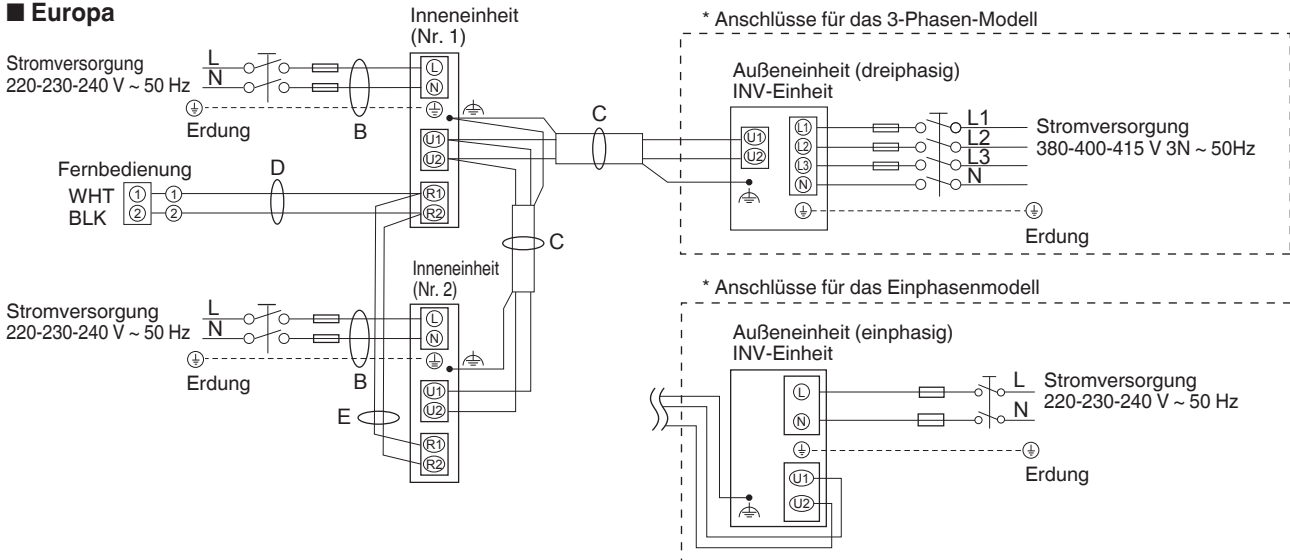 ■ Europa
Inneneinheit
(Nr. 1)
Stromversorgung
220-230-240 V ~ 50 Hz
L
N
Erdung
B
L
N
U1
U2
R1
R2
Fernbedienung
WHT
BLK
1
2
1
2
D
C
C
Inneneinheit
(Nr. 2)
Stromversorgung
220-230-240 V ~ 50 Hz
L
N
Erdung
B
E
L
N
U1
U2
R1
R2
* Anschlüsse für das 3-Phasen-Modell
Außeneinheit (dreiphasig)
INV-Einheit
U1
U2
L1
L2
L3
N
L1
L2
L3
N
Stromversorgung
380-400-415 V 3N ~ 50Hz
Erdung
* Anschlüsse für das Einphasenmodell
Außeneinheit (einphasig)
INV-Einheit
L
N
U1
U2
L
N
Stromversorgung
220-230-240 V ~ 50 Hz
Erdung